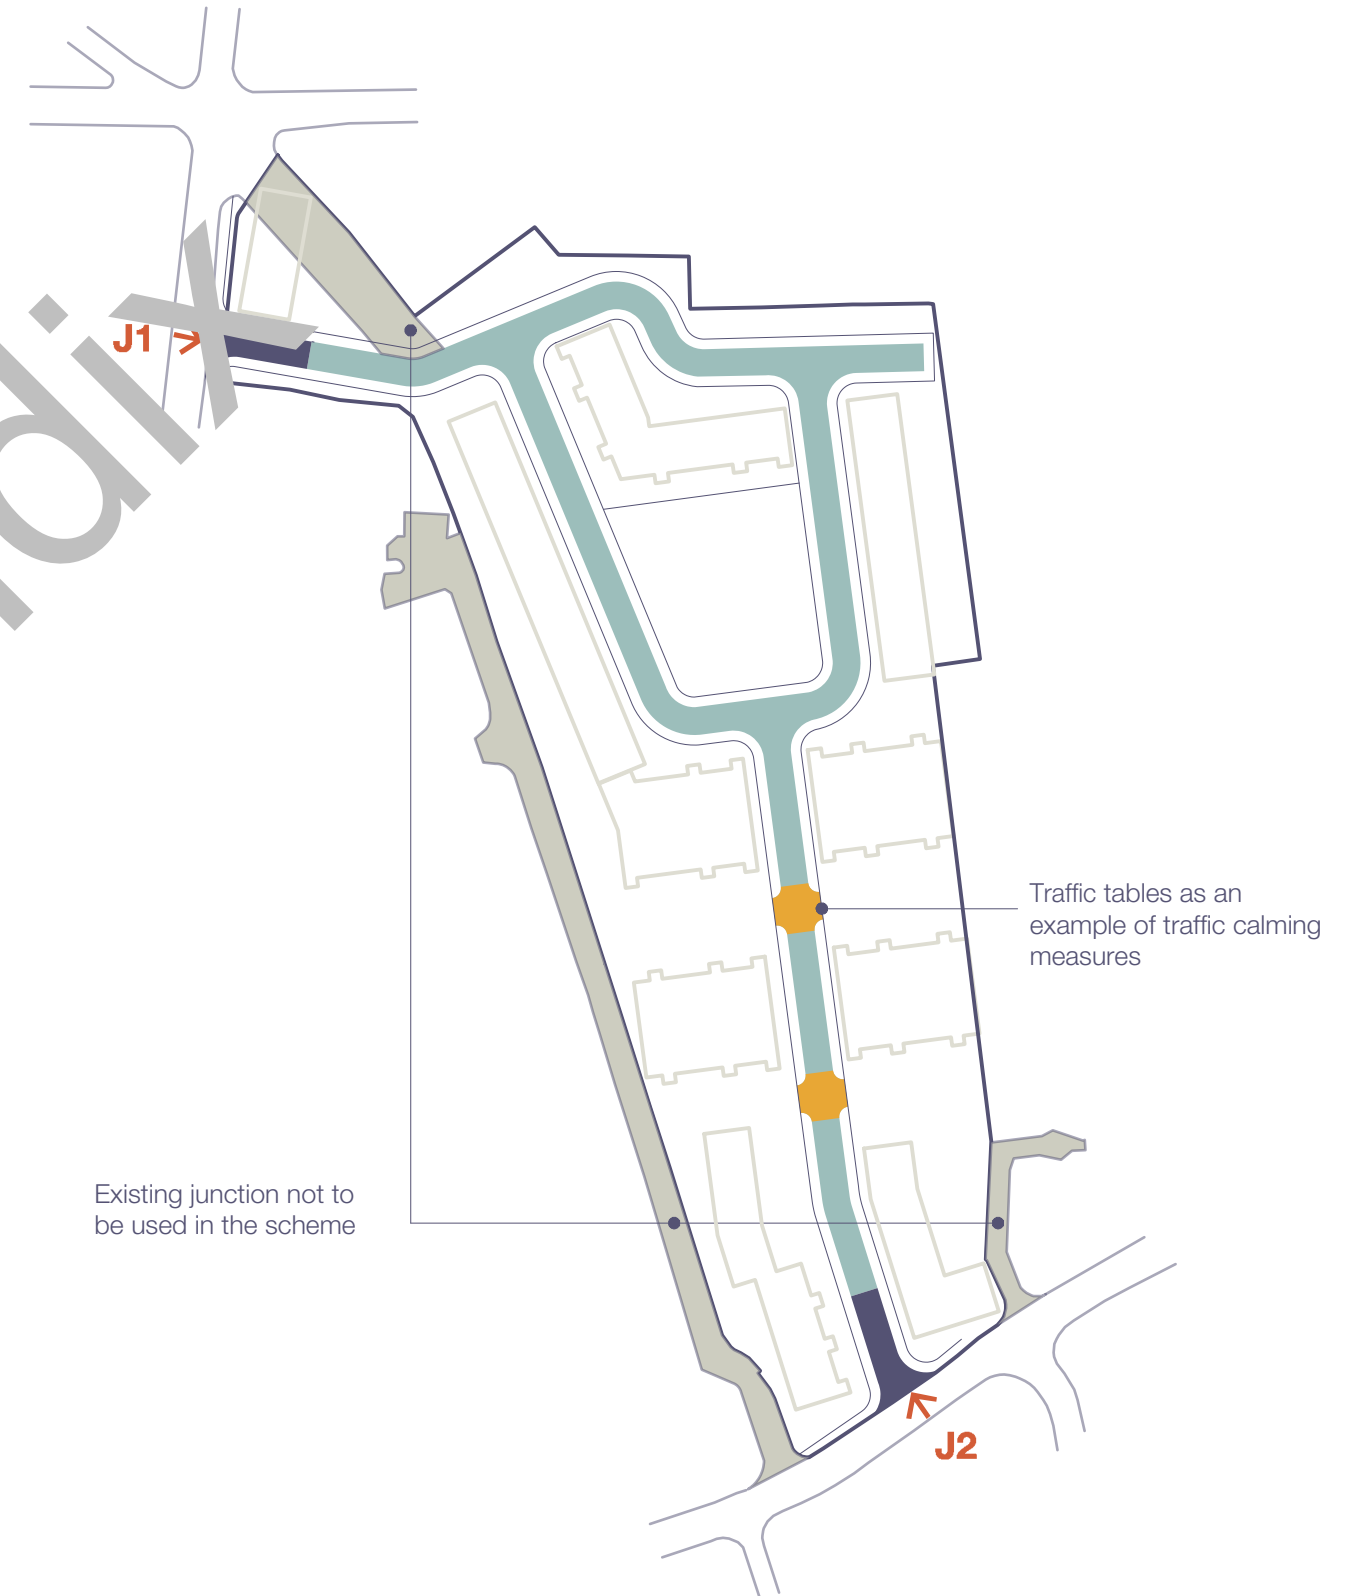 J1
Traffic tables as an
example of traffic calming
measures
Existing junction not to
be used in the scheme
J2